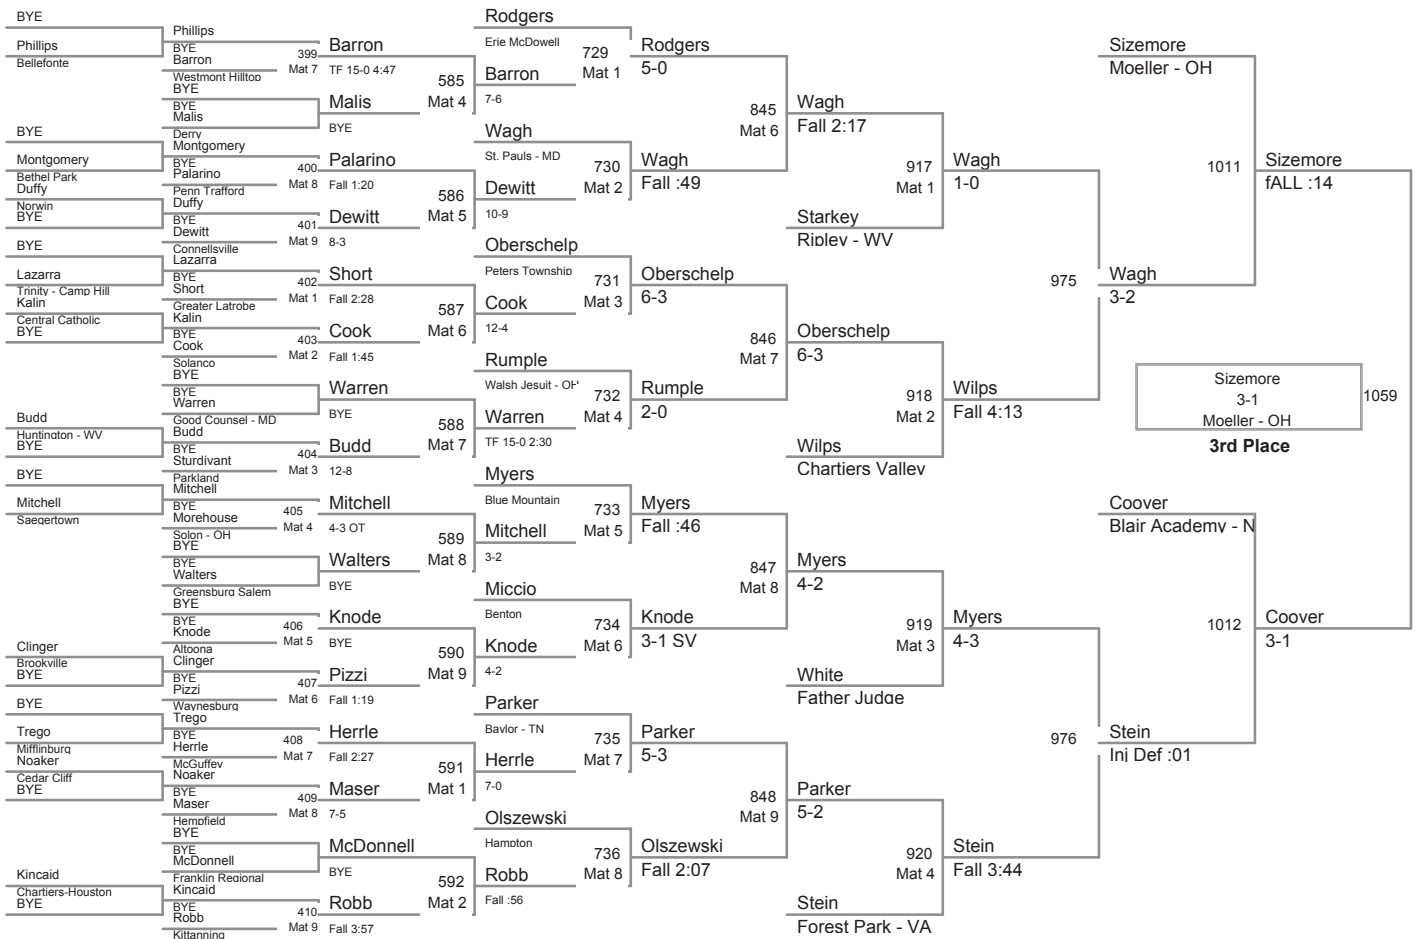 BYE
Phillips
Bellefonte
BYE
Montgomery
Bethel Park
Duffy
Norwin
BYE
BYE
Lazarra
Trinity - Camp Hill
Kalin
Central Catholic
BYE
Budd
Huntington - WV
BYE
BYE
Mitchell
Saegertown
Clinger
Brookville
BYE
BYE
Trego
Mifflinburg
Noaker
Cedar Cliff
BYE
Kincaid
Chartiers-Houston
BYE
Phillips
BYE
Barron
399
Mat 7
Westmont Hilltop
BYE
BYE
Malis
Derry
Montgomery
BYE
Palarino
400
Mat 8
Penn Trafford
Duffy
BYE
Dewitt
401
Mat 9
Connellsville
Lazarra
BYE
Short
402
Mat 1
Greater Latrobe
Kalin
BYE
Cook
403
Mat 2
Solanco
BYE
BYE
Warren
Good Counsel - MD
Budd
BYE
Sturdivant
404
Mat 3
Parkland
Mitchell
BYE
Morehouse
405
Mat 4
Solon - OH
BYE
BYE
Walters
Greensburg Salem
BYE
BYE
Knode
406
Mat 5
Altoona
Clinger
BYE
Pizzi
407
Mat 6
Waynesburg
Trego
BYE
Herrle
408
Mat 7
McGuffey
Noaker
BYE
Maser
409
Mat 8
Hempfield
BYE
BYE
McDonnell
Franklin Regional
Kincaid
BYE
Robb
410
Mat 9
Kittanning
Barron
TF 15-0 4:47
585
Mat 4
Malis
BYE
Palarino
Fall 1:20
586
Mat 5
Dewitt
8-3
Short
Fall 2:28
587
Mat 6
Cook
Fall 1:45
Warren
BYE
588
Mat 7
Budd
12-8
Mitchell
4-3 OT
589
Mat 8
Walters
BYE
Knode
BYE
590
Mat 9
Pizzi
Fall 1:19
Herrle
Fall 2:27
591
Mat 1
Maser
7-5
McDonnell
BYE
592
Mat 2
Robb
Fall 3:57
Rodgers
Erie McDowell
729
Mat 1
Barron
7-6
Wagh
St. Pauls - MD
730
Mat 2
Dewitt
10-9
Oberschelp
Peters Township
731
Mat 3
Cook
12-4
Rumple
Walsh Jesuit - OH
732
Mat 4
Warren
TF 15-0 2:30
Myers
Blue Mountain
733
Mat 5
Mitchell
3-2
Miccio
Benton
734
Mat 6
Knode
4-2
Parker
Baylor - TN
735
Mat 7
Herrle
7-0
Olszewski
Hampton
736
Mat 8
Robb
Fall :56
Rodgers
5-0
845
Mat 6
Wagh
Fall :49
Oberschelp
6-3
846
Mat 7
Rumple
2-0
Myers
Fall :46
847
Mat 8
Knode
3-1 SV
Parker
5-3
848
Mat 9
Olszewski
Fall 2:07
Wagh
Fall 2:17
917
Mat 1
Starkey
Ripley - WV
Oberschelp
6-3
918
Mat 2
Wilps
Chartiers Valley
Myers
4-2
919
Mat 3
White
Father Judge
Parker
5-2
920
Mat 4
Stein
Forest Park - VA
Wagh
1-0
975
Wilps
Fall 4:13
Myers
4-3
976
Stein
Fall 3:44
Sizemore
Moeller - OH
1011
Wagh
3-2
Coover
Blair Academy - N
1012
Stein
Inj Def :01
Sizemore
fALL :14
Sizemore
3-1
Moeller - OH
1059
3rd Place
Coover
3-1